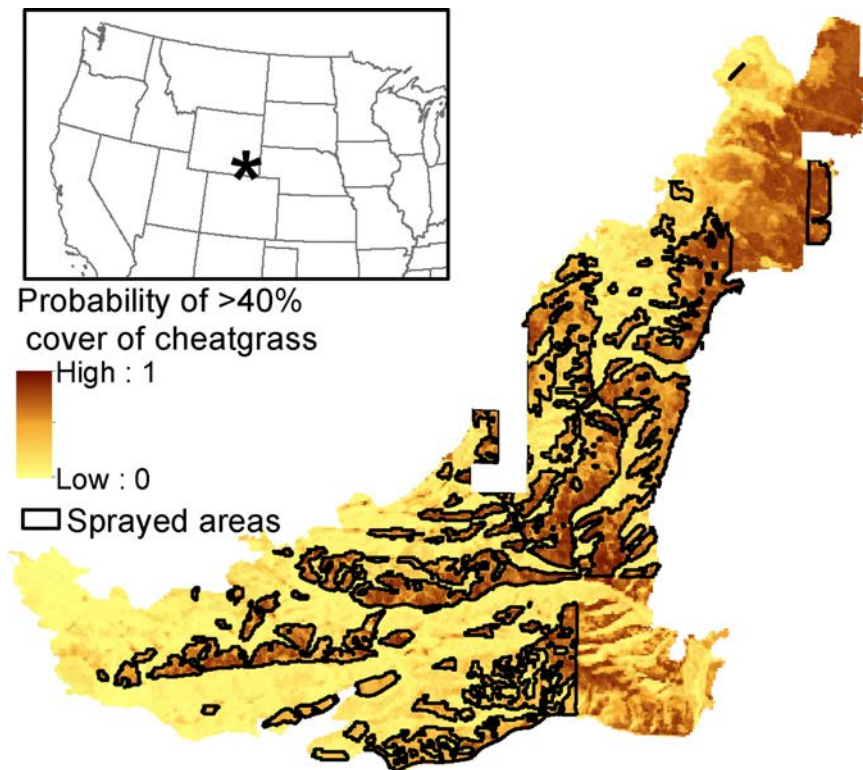 *
Probability of >40%
cover of cheatgrass
High : 1
Low : 0
Sprayed areas